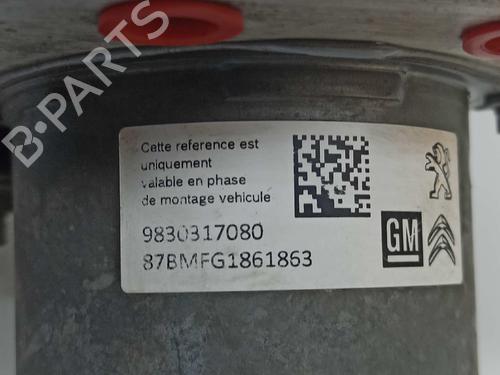 B-PARTS
Cette reference est
uniquement
valable en phase
de montage vehicule
9830317080
87BMFG1861863
GM